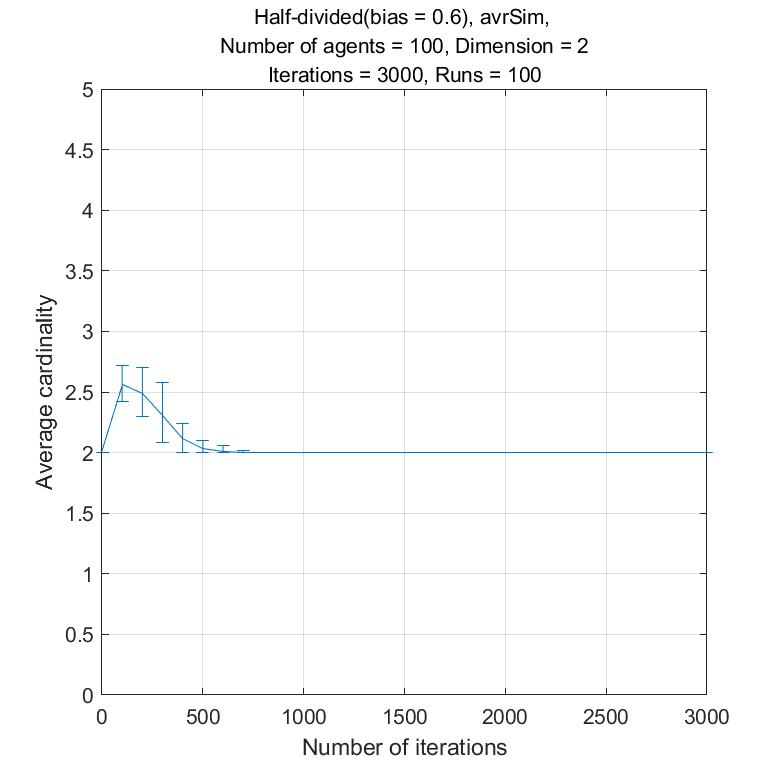 Half-divided(bias = 0.6), avrSim,
Number of agents = 100, Dimension = 2
Iterations = 3000, Runs = 100
5
4.5
4
3.5
3
2.5
2
1.5
1
0.5
0
Average cardinality
0 500 1000 1500 2000 2500 3000
Number of iterations